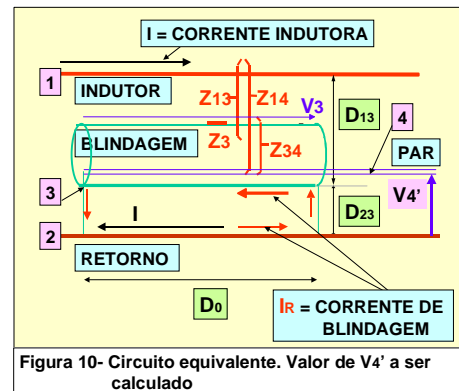 I = CORRENTE INDUTORA
1
INDUTOR
Z13
Z14
V3
D13
4
BLINDAGEM
Z3
Z34
PAR
3
V4'
I
D23
2
RETORNO
D0
IR = CORRENTE DE
BLINDAGEM
Figura 10- Circuito equivalente. Valor de V4' a ser
calculado